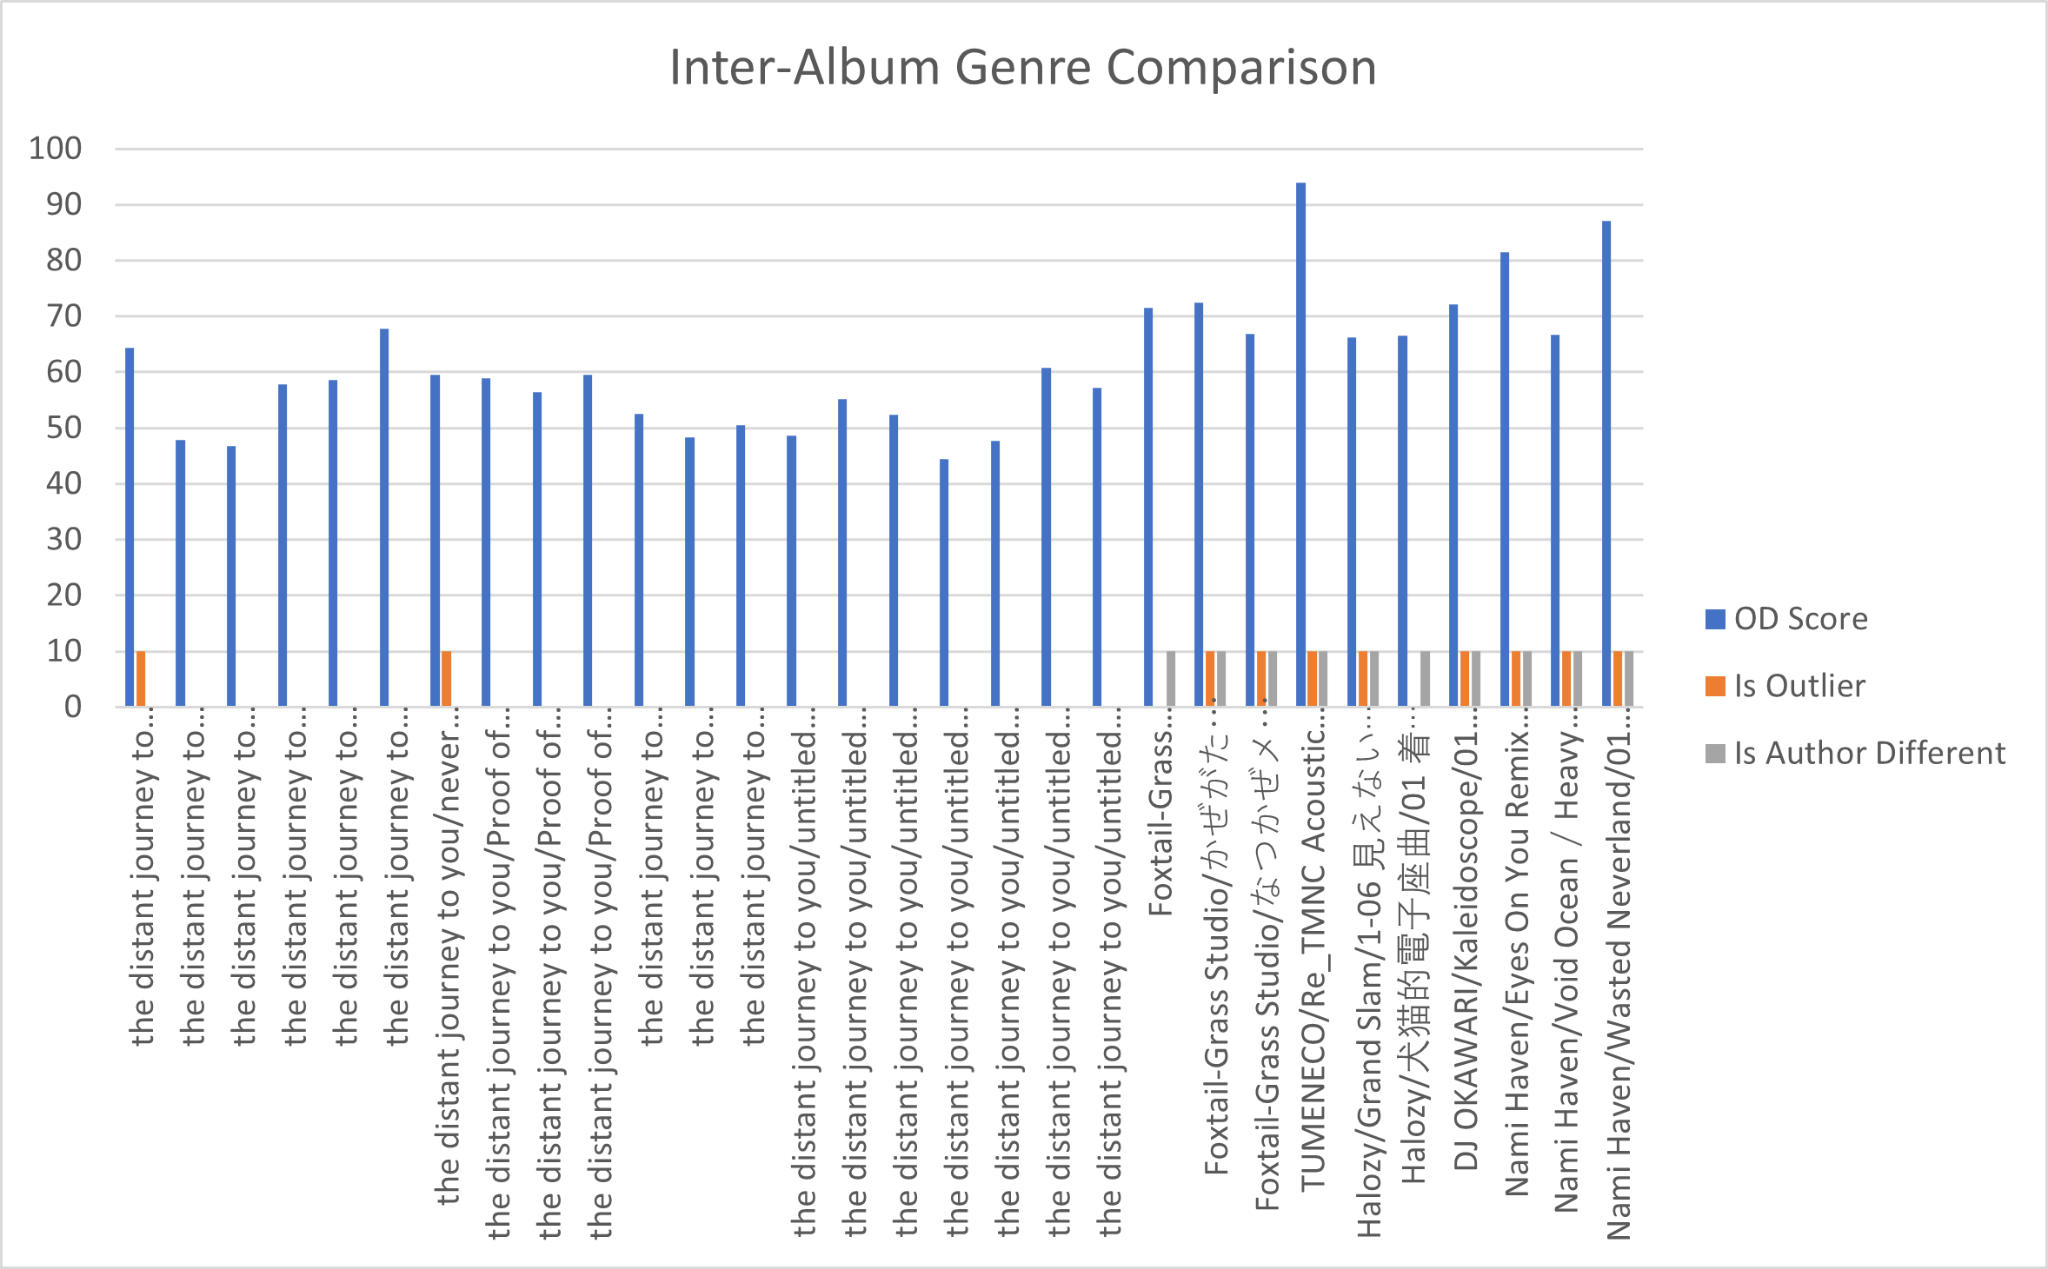 Inter-Album Genre Comparison
100
90
80
70
60
50
40
30
20
10
0
the distant journey to...
the distant journey to...
the distant journey to...
the distant journey to...
the distant journey to...
the distant journey to...
the distant journey to you/never...
the distant journey to you/Proof of...
the distant journey to you/Proof of...
the distant journey to you/Proof of...
the distant journey to...
the distant journey to...
the distant journey to...
the distant journey to you/untitled...
the distant journey to you/untitled...
the distant journey to you/untitled...
the distant journey to you/untitled...
the distant journey to you/untitled...
the distant journey to you/untitled...
the distant journey to you/untitled...
Foxtail-Grass...
Foxtail-Grass Studio/かぜがた...
Foxtail-Grass Studio/なつかぜメ...
TUMENECO/Re_TMNC Acoustic...
Halozy/Grand Slam/1-06 見えない...
Halozy/犬猫的電子座曲/01 着...
DJ OKAWARI/Kaleidoscope/01...
Nami Haven/Eyes On You Remix...
Nami Haven/Void Ocean / Heavy...
Nami Haven/Wasted Neverland/01...
OD Score
Is Outlier
Is Author Different